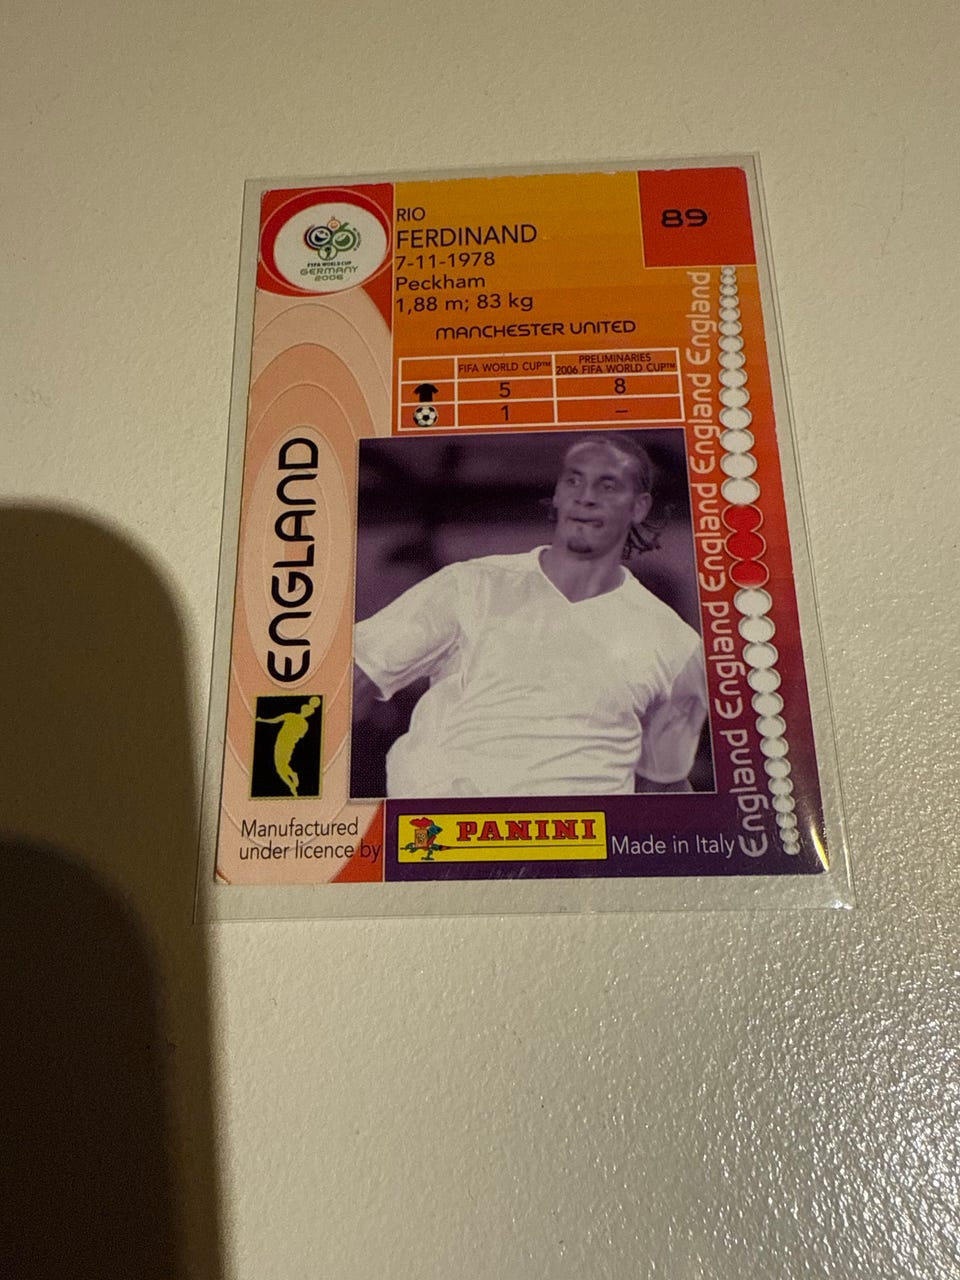 RIO
FERDINAND
7-11-1978
Peckham
1,88 m; 83 kg
MANCHESTER UNITED
89
FIFA WORLD CUP
GERMANY
2006
FIFA WORLD CUP™
PRELIMINARIES
2006 FIFA WORLD CUP™
5
8
1
–
ENGLAND
England England England England England England England
Manufactured
under licence by
PANINI
Made in Italy